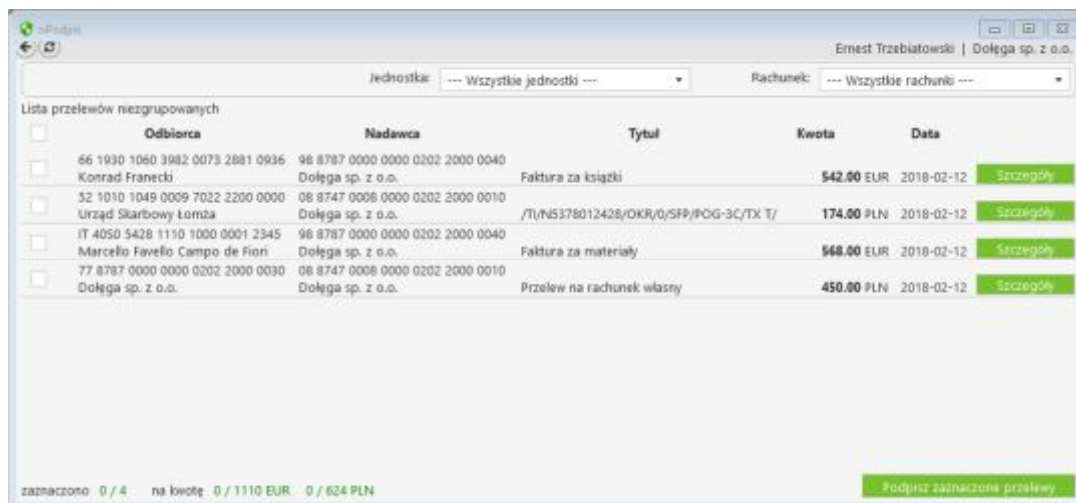 nPodpis
Ernest Trzebiatowski | Dołęga sp. z o.o.
Jednostka: --- Wszystkie jednostki --- Rachunek: --- Wszystkie rachunki ---
Lista przelewów niezgrupowanych
Odbiorca Nadawca Tytuł Kwota Data
66 1930 1060 3982 0073 2881 0936 98 8787 0000 0000 0202 2000 0040
Konrad Franecki Dołęga sp. z o.o. Faktura za książki 542.00 EUR 2018-02-12 Szczegóły
52 1010 1049 0009 7022 2200 0000 08 8747 0008 0000 0202 2000 0010
Urząd Skarbowy Łomża Dołęga sp. z o.o. /TI/N5378012428/OKR/0/SFP/POG-3C/TX T/ 174.00 PLN 2018-02-12 Szczegóły
IT 4050 5428 1110 1000 0001 2345 98 8787 0000 0000 0202 2000 0040
Marcello Favello Campo de Fiori Dołęga sp. z o.o. Faktura za materiały 568.00 EUR 2018-02-12 Szczegóły
77 8787 0000 0000 0202 2000 0030 08 8747 0008 0000 0202 2000 0010
Dołęga sp. z o.o. Dołęga sp. z o.o. Przelew na rachunek własny 450.00 PLN 2018-02-12 Szczegóły
zaznaczono 0 / 4 na kwotę 0 / 1110 EUR 0 / 624 PLN Podpisz zaznaczone przelewy